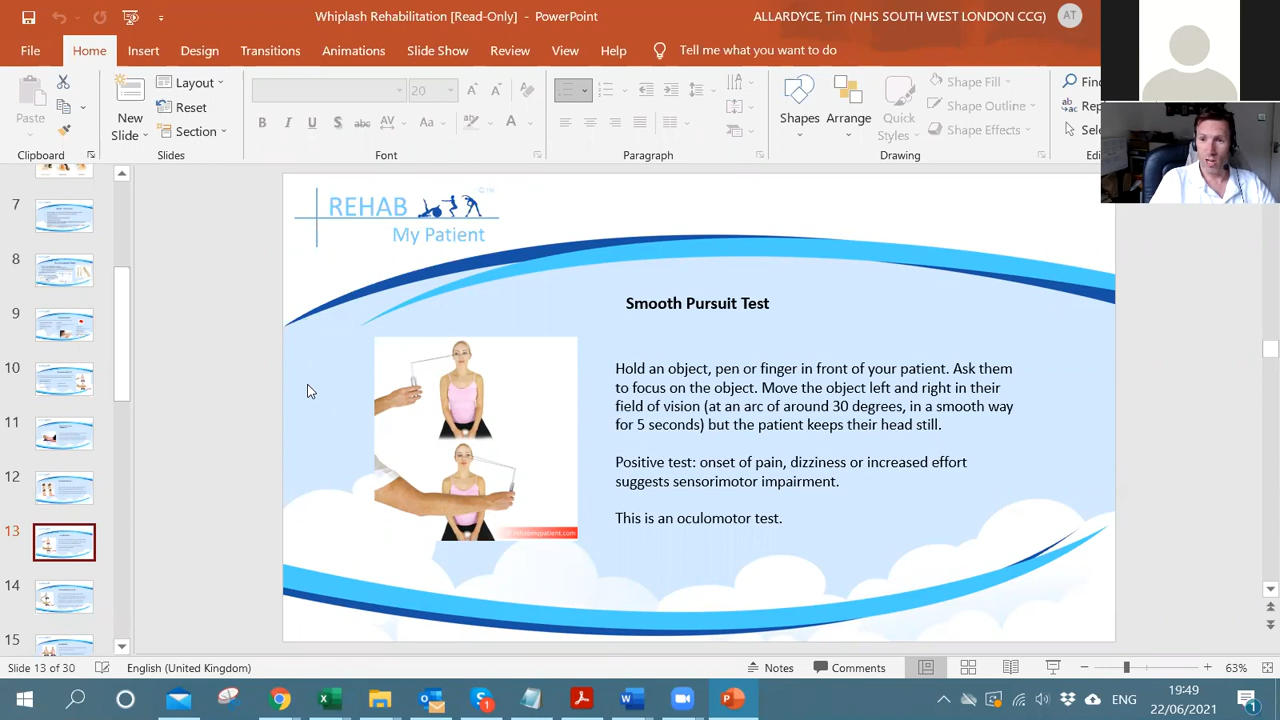 Whiplash Rehabilitation [Read-Only] - PowerPoint
ALLARDYCE, Tim (NHS SOUTH WEST LONDON CCG)
AT
File
Home
Insert
Design
Transitions
Animations
Slide Show
Review
View
Help
Tell me what you want to do
Paste
Clipboard
New
Slide
Layout
Reset
Section
Slides
20
Font
Paragraph
Shapes
Arrange
Quick
Styles
Shape Fill
Shape Outline
Shape Effects
Drawing
7
8
9
10
11
12
13
14
15
REHAB
My Patient
Smooth Pursuit Test
Hold an object, pen or finger in front of your patient. Ask them
to focus on the object. Move the object left and right in their
field of vision (at an arc of around 30 degrees, in a smooth way
for 5 seconds) but the patient keeps their head still.
Positive test: onset of pain, dizziness or increased effort
suggests sensorimotor impairment.
This is an oculomotor test.
Slide 13 of 30
English (United Kingdom)
Notes
Comments
63%
ENG
19:49
22/06/2021